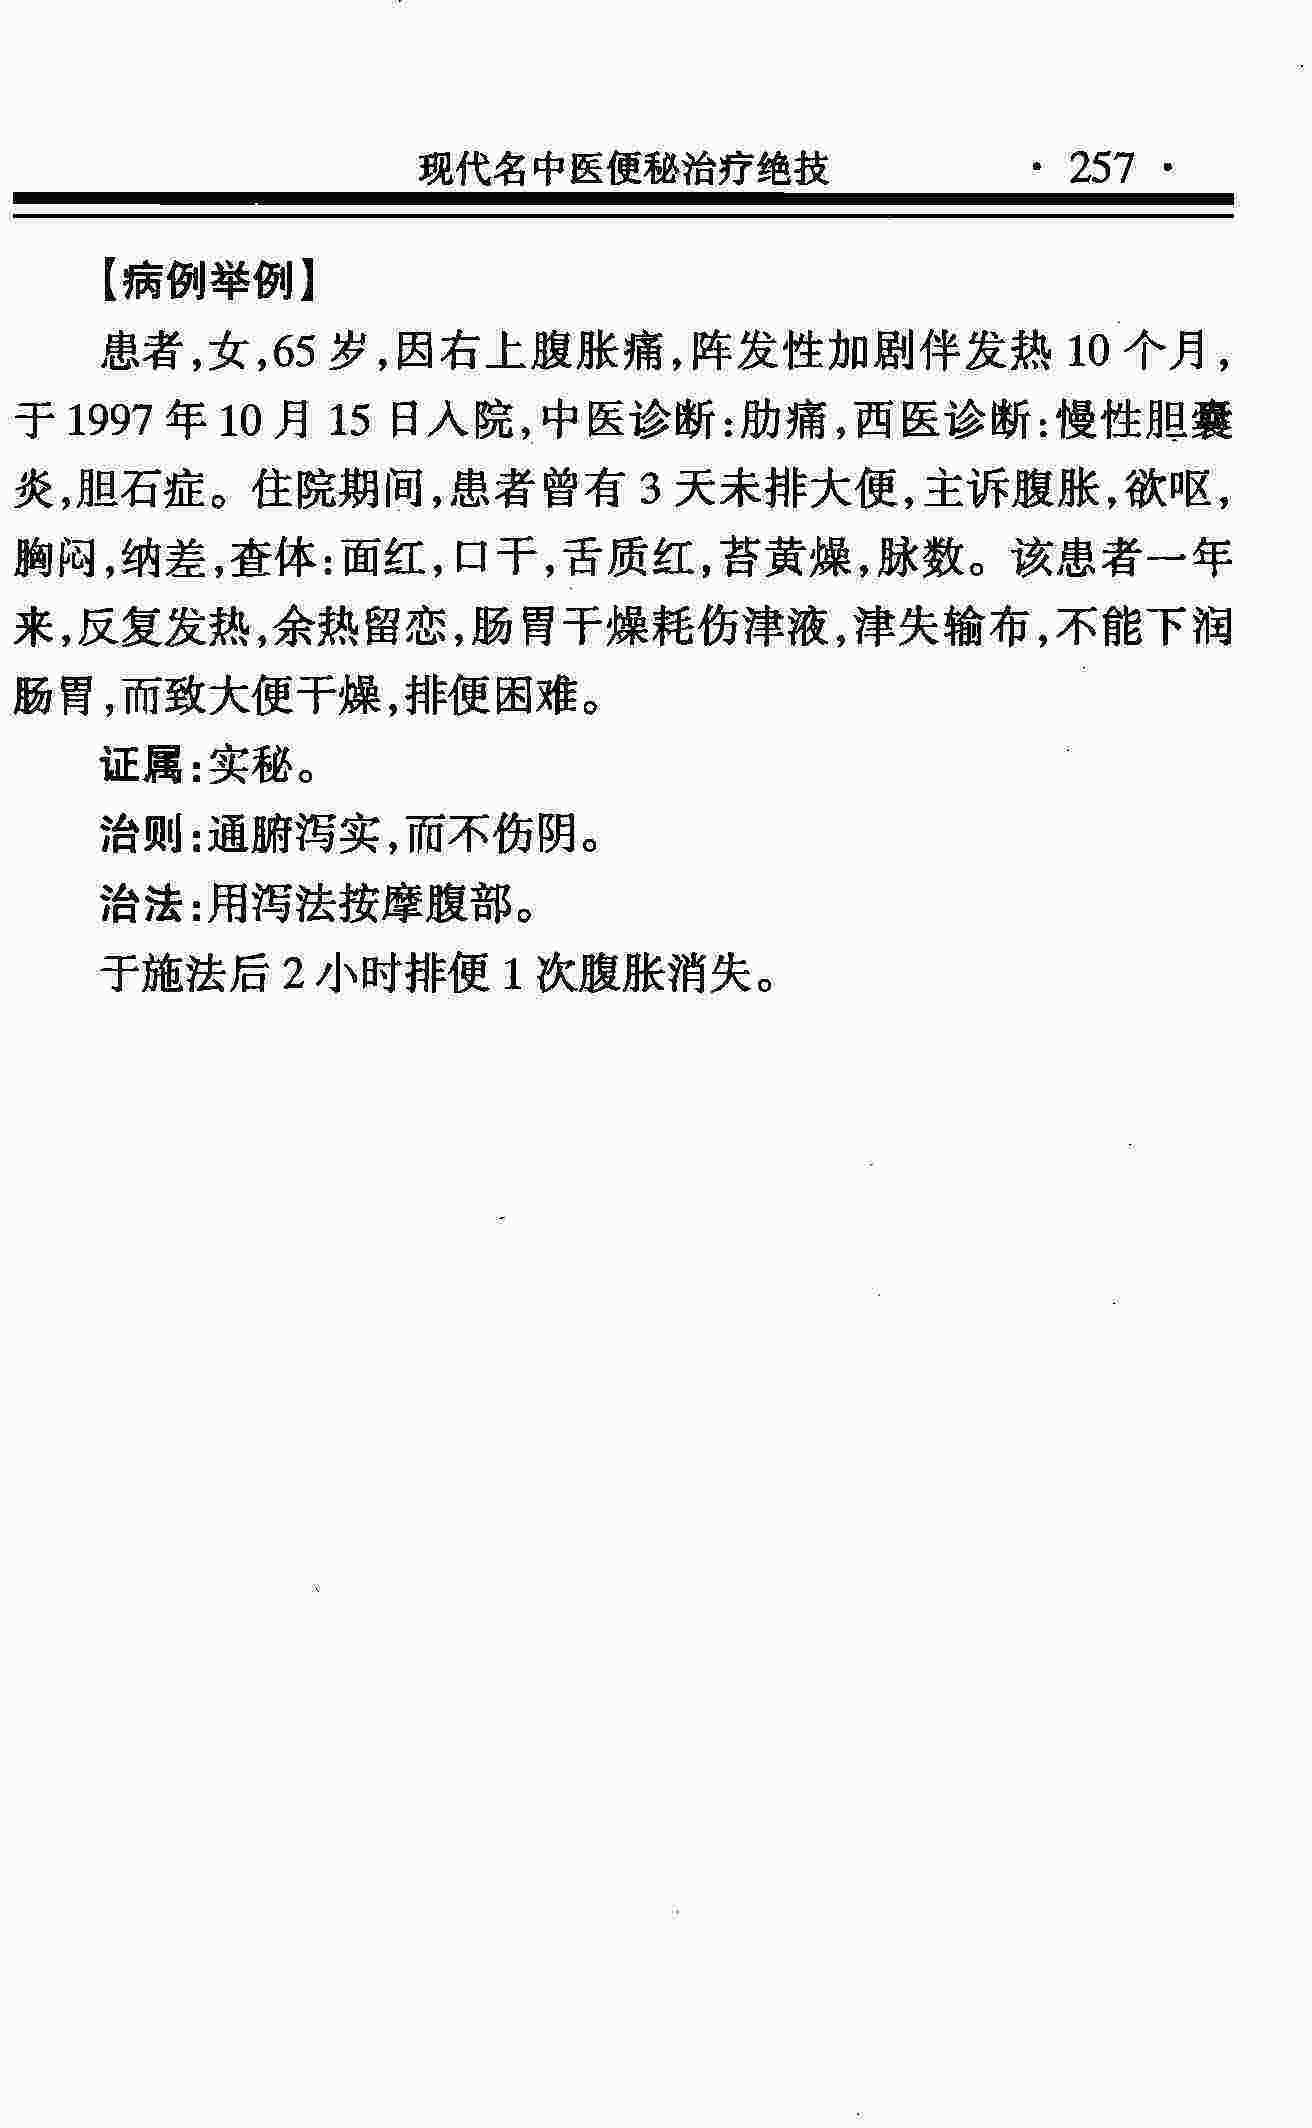 现代名中医便秘治疗绝技 · 257 ·
【病例举例】
患者,女,65岁,因右上腹胀痛,阵发性加剧伴发热10个月,
于1997年10月15日入院,中医诊断:肋痛,西医诊断:慢性胆囊
炎,胆石症。住院期间,患者曾有3天未排大便,主诉腹胀,欲呕,
胸闷,纳差,查体:面红,口干,舌质红,苔黄燥,脉数。该患者一年
来,反复发热,余热留恋,肠胃干燥耗伤津液,津失输布,不能下润
肠胃,而致大便干燥,排便困难。
证属:实秘。
治则:通腑泻实,而不伤阴。
治法:用泻法按摩腹部。
于施法后2小时排便1次腹胀消失。